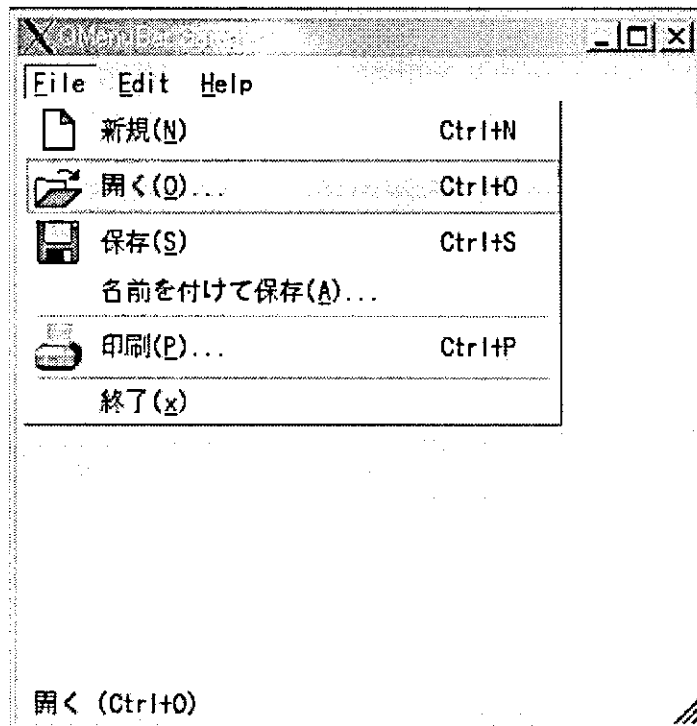 File Edit Help
新規(N) Ctrl+N
開く(O)... Ctrl+O
保存(S) Ctrl+S
名前を付けて保存(A)...
印刷(P)... Ctrl+P
終了(x)
開く (Ctrl+O)